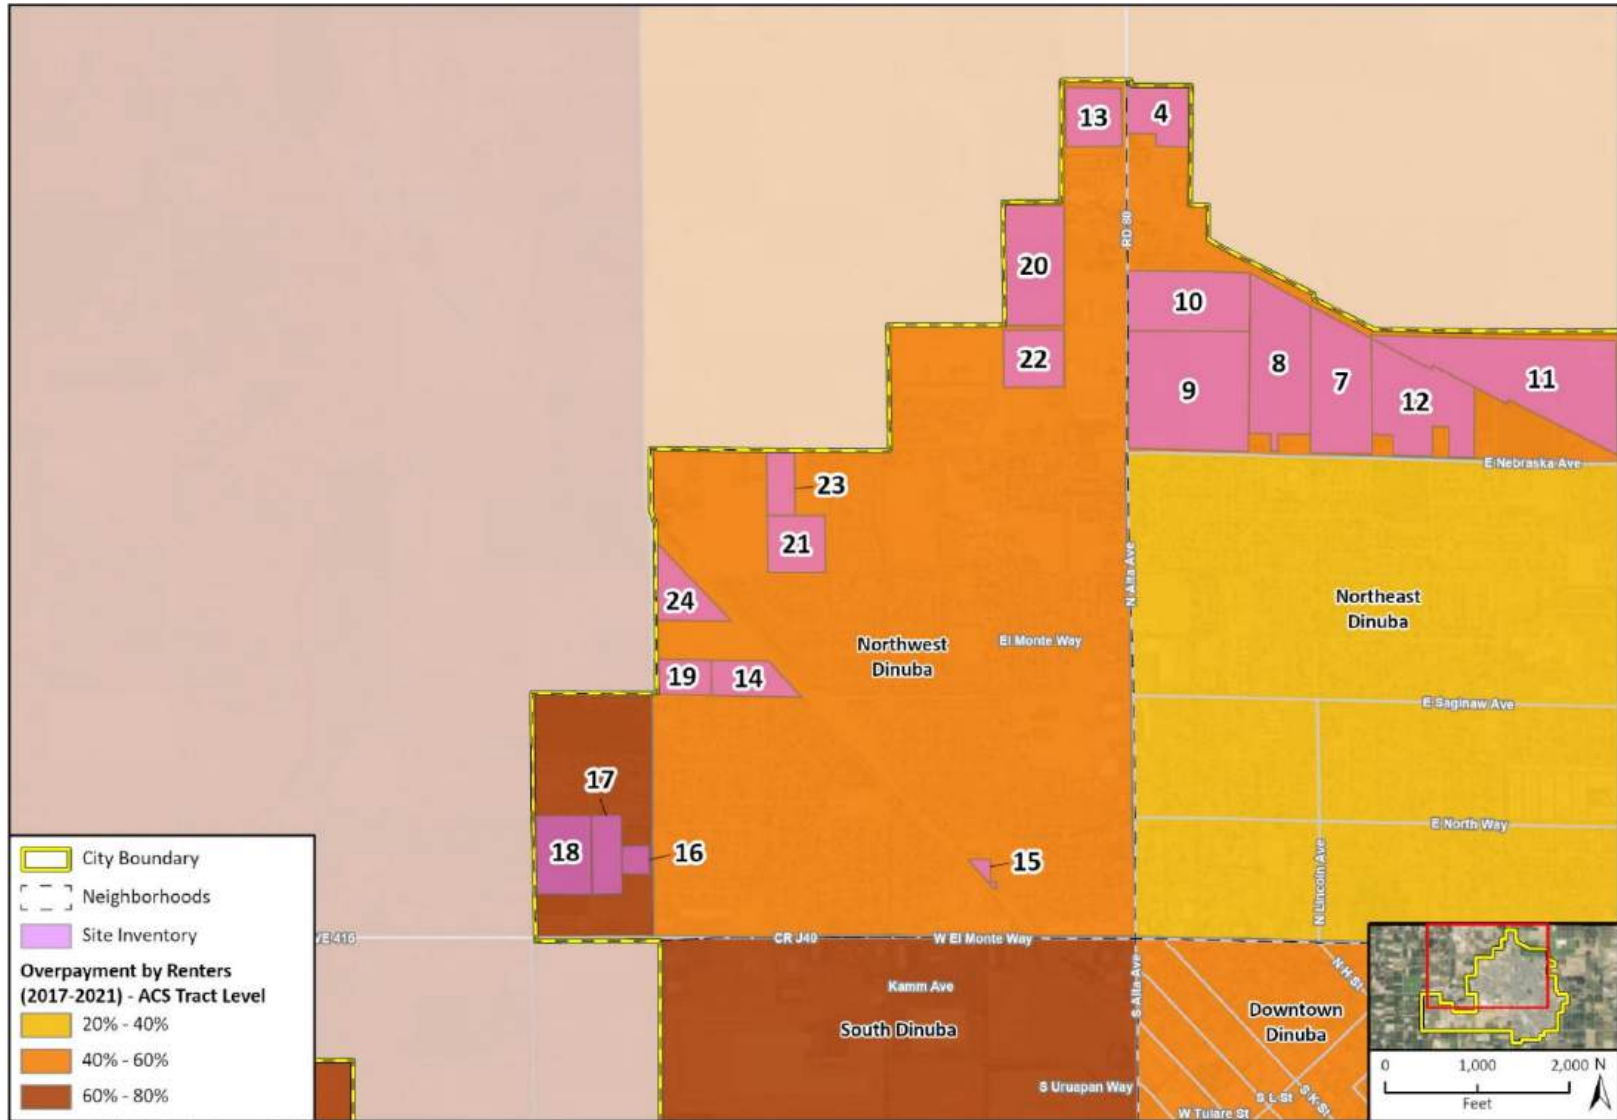 13
4
RD 80
20
10
22
8
7
11
9
12
E Nebraska Ave
23
21
N Alta Ave
24
Northeast
Dinuba
Northwest
Dinuba
El Monte Way
19
14
E Saginaw Ave
17
18
16
15
E North Way
N Lincoln Ave
VE 416
CR J40
W El Monte Way
S Alta Ave
N H St
Kamm Ave
South Dinuba
Downtown
Dinuba
S Uruapan Way
S L St
S K St
W Tulare St
City Boundary
Neighborhoods
Site Inventory
Overpayment by Renters
(2017-2021) - ACS Tract Level
20% - 40%
40% - 60%
60% - 80%
0 1,000 2,000 N
Feet